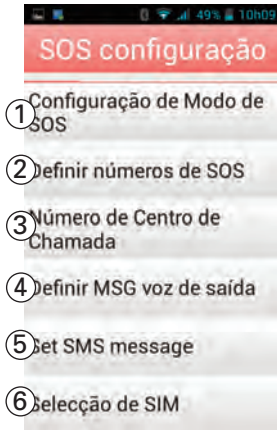 49% 10h09
SOS configuração
1 Configuração de Modo de
SOS
2 Definir números de SOS
3 Número de Centro de
Chamada
4 Definir MSG voz de saída
5 Set SMS message
6 Selecção de SIM